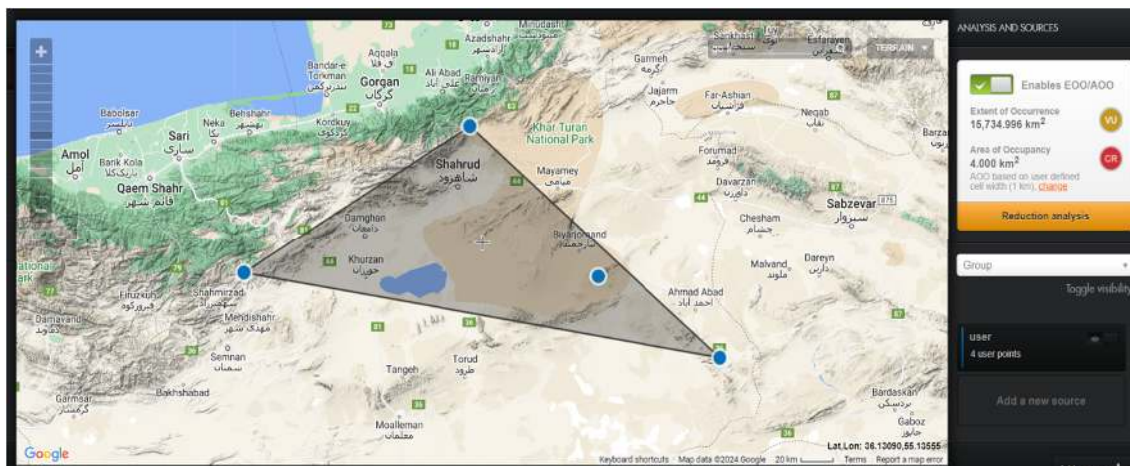 ANALYSIS AND SOURCES
Enables EOO/AOO
Extent of Occurrence
15,734.996 km²
VU
Area of Occupancy
4.000 km²
CR
AOO based on user defined
cell width (1 km), change
Reduction analysis
Group
Toggle visibility
user
4 user points
Add a new source
TERRAIN
Minudasht
Azadshahr
آزادشهر
Esfarayen
اسفراین
Bandar-e
Torkman
بندرترکمن
Aqqala
آق قلا
Gorgan
گرگان
Ali Abad
Ramiyan
Garmeh
گرمه
Jajarm
جاجرم
Far-Ashian
Neqab
نقاب
Babolsar
بابلسر
Neka
نکا
Behshahr
بهشهر
Kordkuy
کردکوی
Sari
ساری
Amol
آمل
Barik Kola
Qaem Shahr
قائم شهر
Khar Turan
National Park
Shahrud
شاهرود
Mayamey
میامی
Forumad
فرومد
Davarzan
داورزن
Sabzevar
سبزوار
Damghan
دامغان
Chesham
چشام
Biyarjomand
بیارجمند
Khurzan
خورزان
Malvand
ملوند
Dareyn
دارین
Ahmad Abad
احمد آباد
Shahmirzad
شهمیرزاد
Firuzkuh
فیروزکوه
Mehdishahr
مهدی شهر
Damavand
دماوند
Semnan
سمنان
Torud
طرود
Tangeh
Bakhshabad
Garmsar
گرمسار
Moalleman
معلمان
Bardaskan
بردسکن
Gaboz
جابوز
Lat,Lon: 36.13090,55.13555
Google
Keyboard shortcuts
Map data ©2024 Google
20 km
Terms
Report a map error